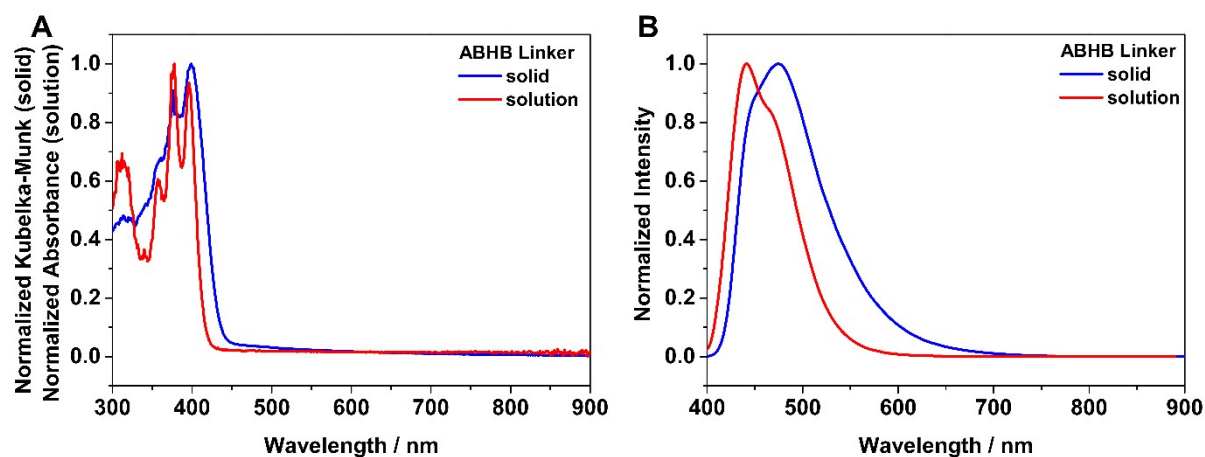 A
Normalized Kubelka-Munk (solid)
Normalized Absorbance (solution)
1.0
0.8
0.6
0.4
0.2
0.0
ABHB Linker
solid
solution
300 400 500 600 700 800 900
Wavelength / nm
B
Normalized Intensity
1.0
0.8
0.6
0.4
0.2
0.0
ABHB Linker
solid
solution
400 500 600 700 800 900
Wavelength / nm